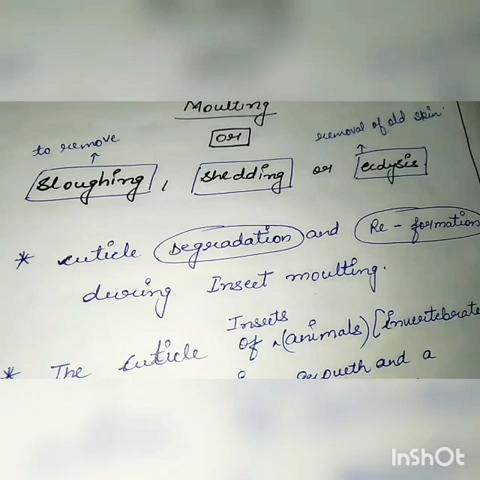 Moulting
OR
to remove
removal of old skin.
Sloughing, Shedding or ecdysis
* cuticle Degradation and Re-formation
during Insect moulting.
Insects
* The cuticle of (animals) [invertebrate
growth and a
InShOt